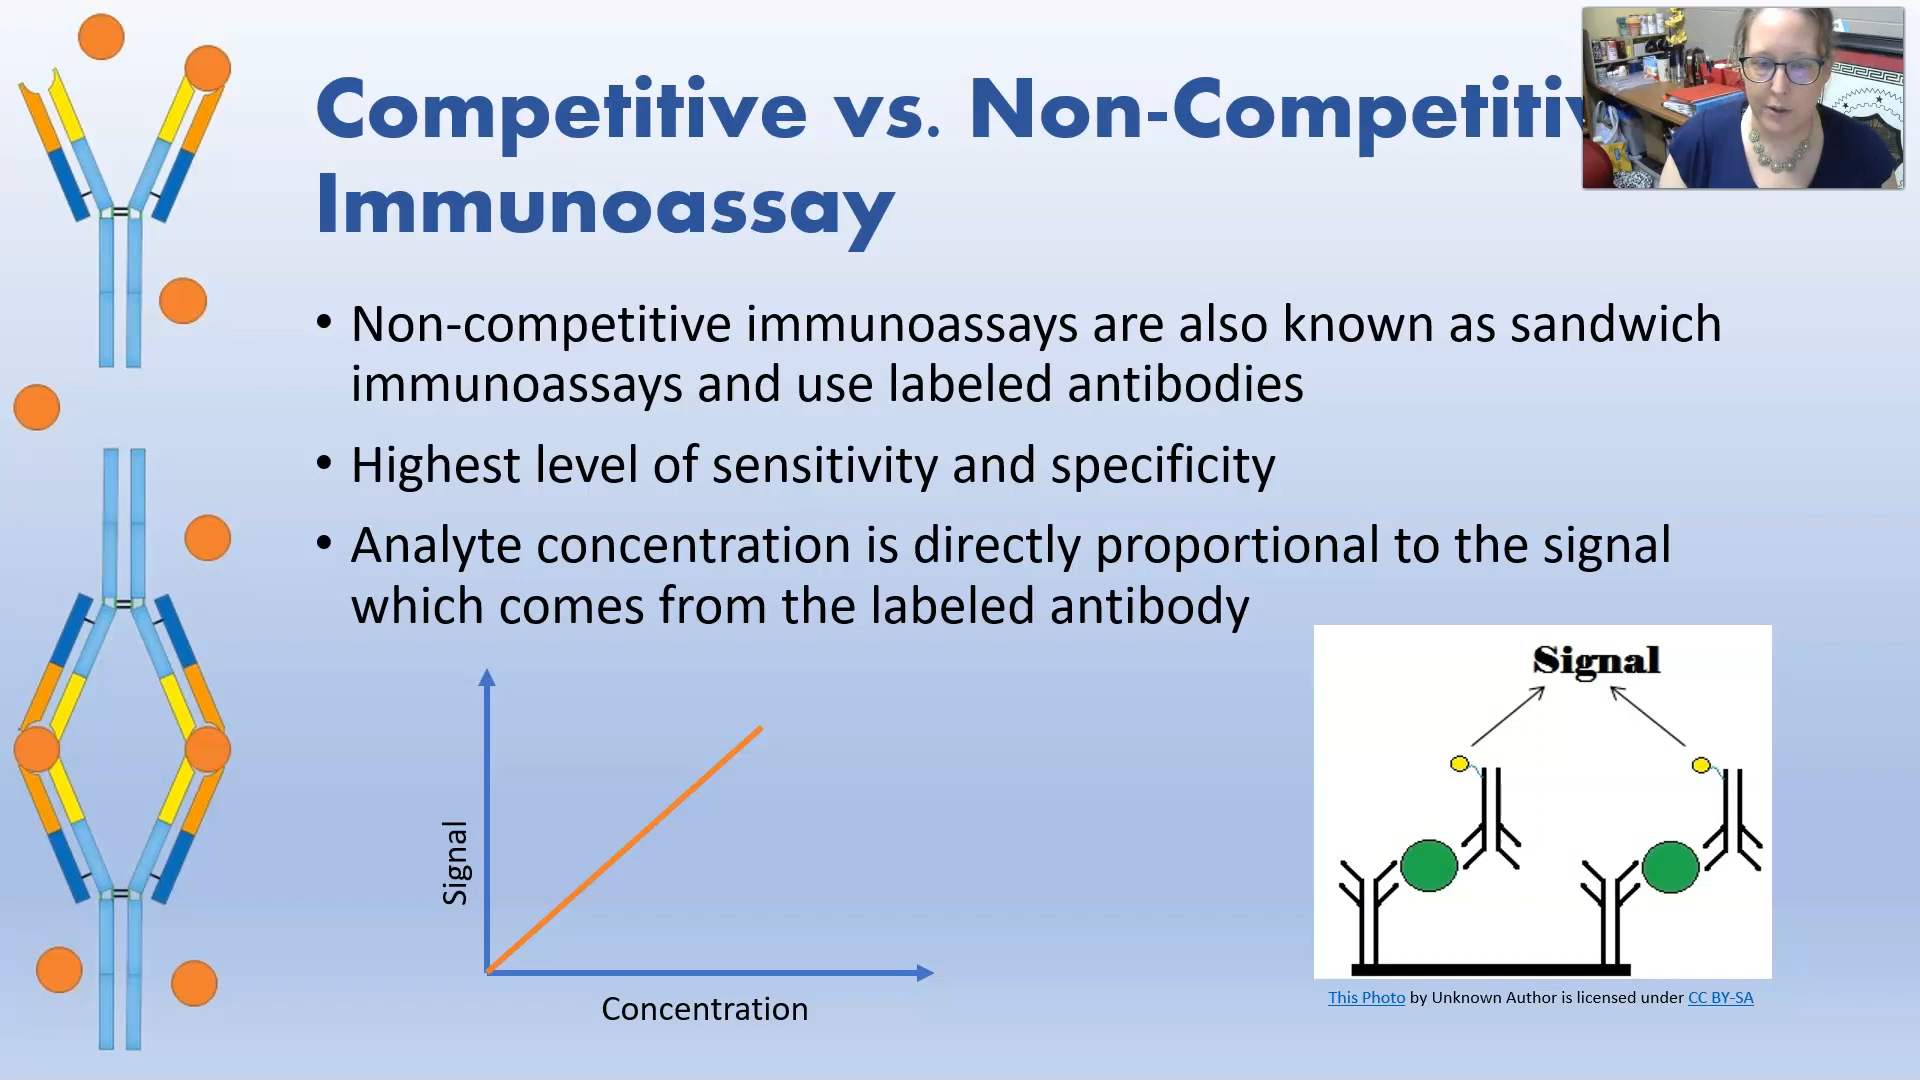 Competitive vs. Non-Competitiv
Immunoassay
• Non-competitive immunoassays are also known as sandwich
immunoassays and use labeled antibodies
• Highest level of sensitivity and specificity
• Analyte concentration is directly proportional to the signal
which comes from the labeled antibody
Signal
Concentration
Signal
This Photo by Unknown Author is licensed under CC BY-SA